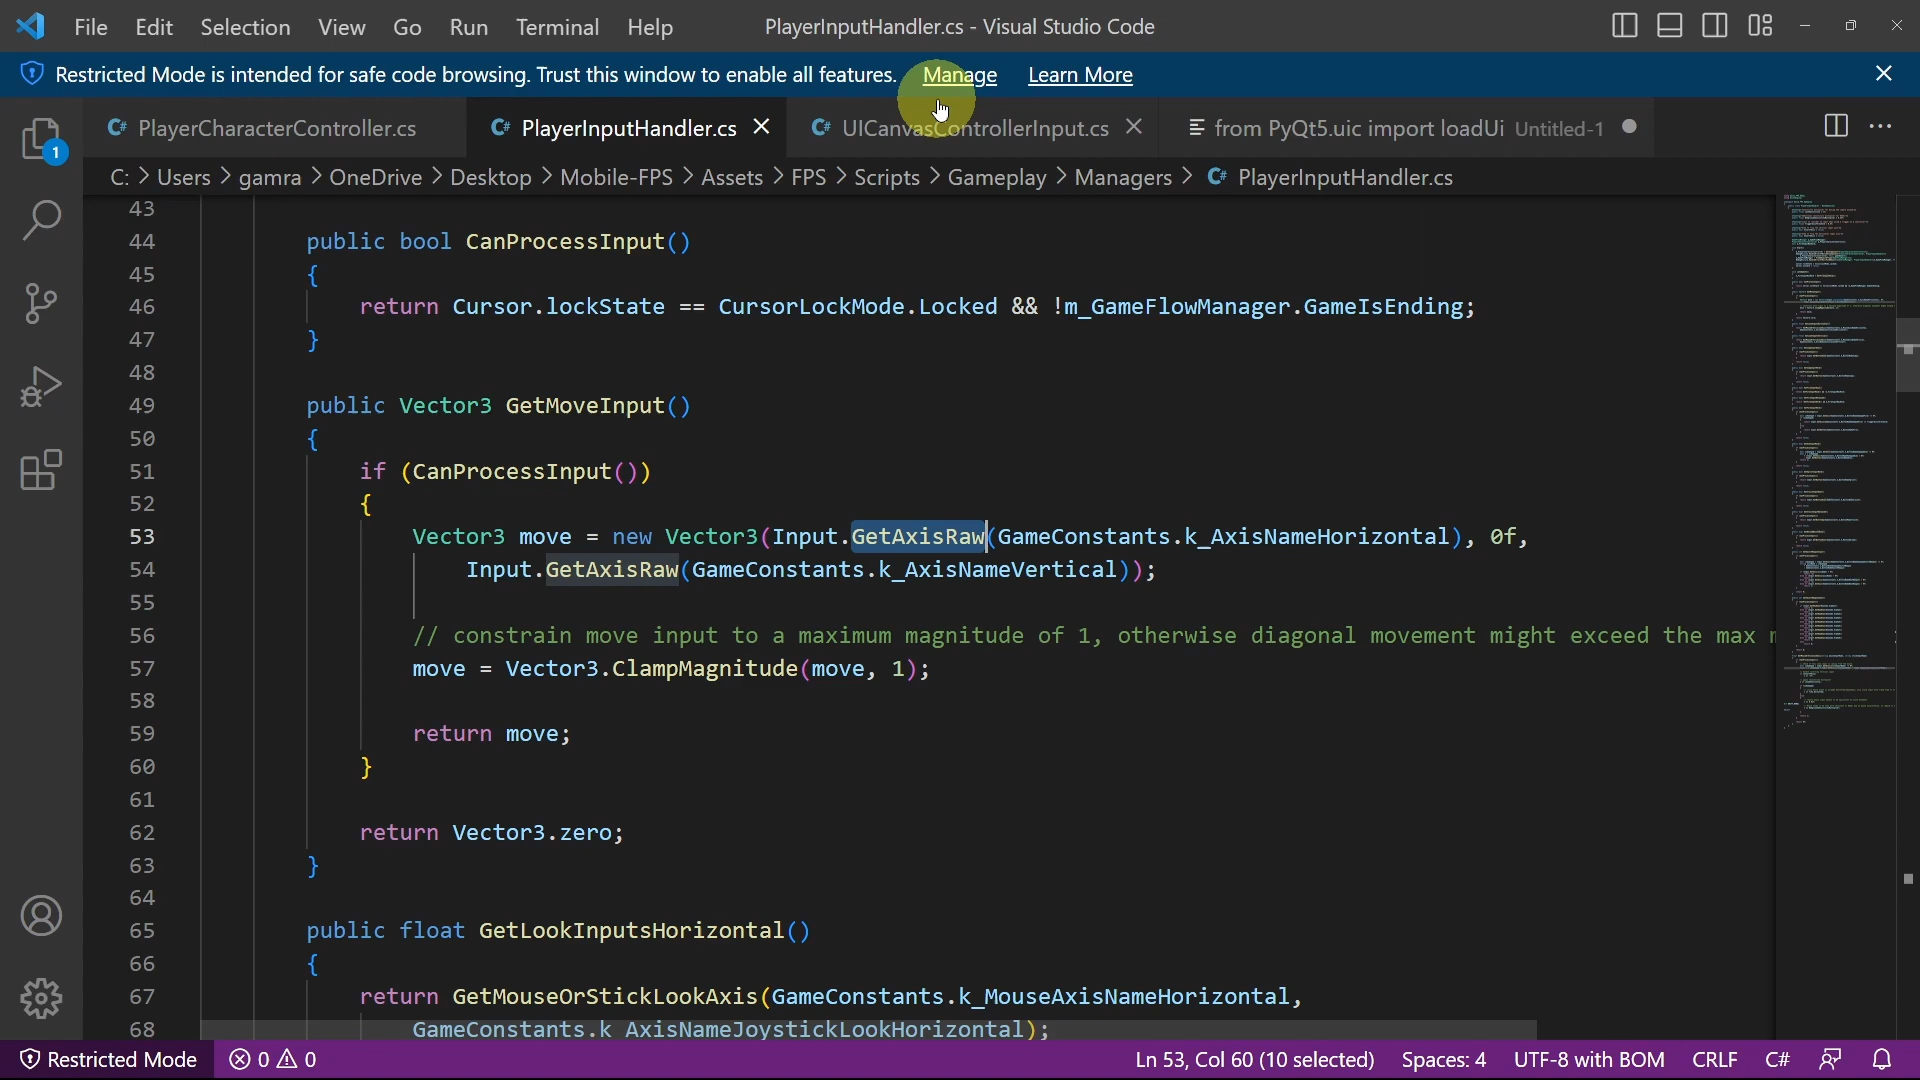 File Edit Selection View Go Run Terminal Help PlayerInputHandler.cs - Visual Studio Code
Restricted Mode is intended for safe code browsing. Trust this window to enable all features. Manage Learn More
C# PlayerCharacterController.cs C# PlayerInputHandler.cs C# UICanvasControllerInput.cs from PyQt5.uic import loadUi Untitled-1
1
C: > Users > gamra > OneDrive > Desktop > Mobile-FPS > Assets > FPS > Scripts > Gameplay > Managers > C# PlayerInputHandler.cs
43
44 public bool CanProcessInput()
45 {
46 return Cursor.lockState == CursorLockMode.Locked && !m_GameFlowManager.GameIsEnding;
47 }
48
49 public Vector3 GetMoveInput()
50 {
51 if (CanProcessInput())
52 {
53 Vector3 move = new Vector3(Input.GetAxisRaw(GameConstants.k_AxisNameHorizontal), 0f,
54 Input.GetAxisRaw(GameConstants.k_AxisNameVertical));
55
56 // constrain move input to a maximum magnitude of 1, otherwise diagonal movement might exceed the max
57 move = Vector3.ClampMagnitude(move, 1);
58
59 return move;
60 }
61
62 return Vector3.zero;
63 }
64
65 public float GetLookInputsHorizontal()
66 {
67 return GetMouseOrStickLookAxis(GameConstants.k_MouseAxisNameHorizontal,
68 GameConstants.k_AxisNameJoystickLookHorizontal);
Restricted Mode 0 0 Ln 53, Col 60 (10 selected) Spaces: 4 UTF-8 with BOM CRLF C#